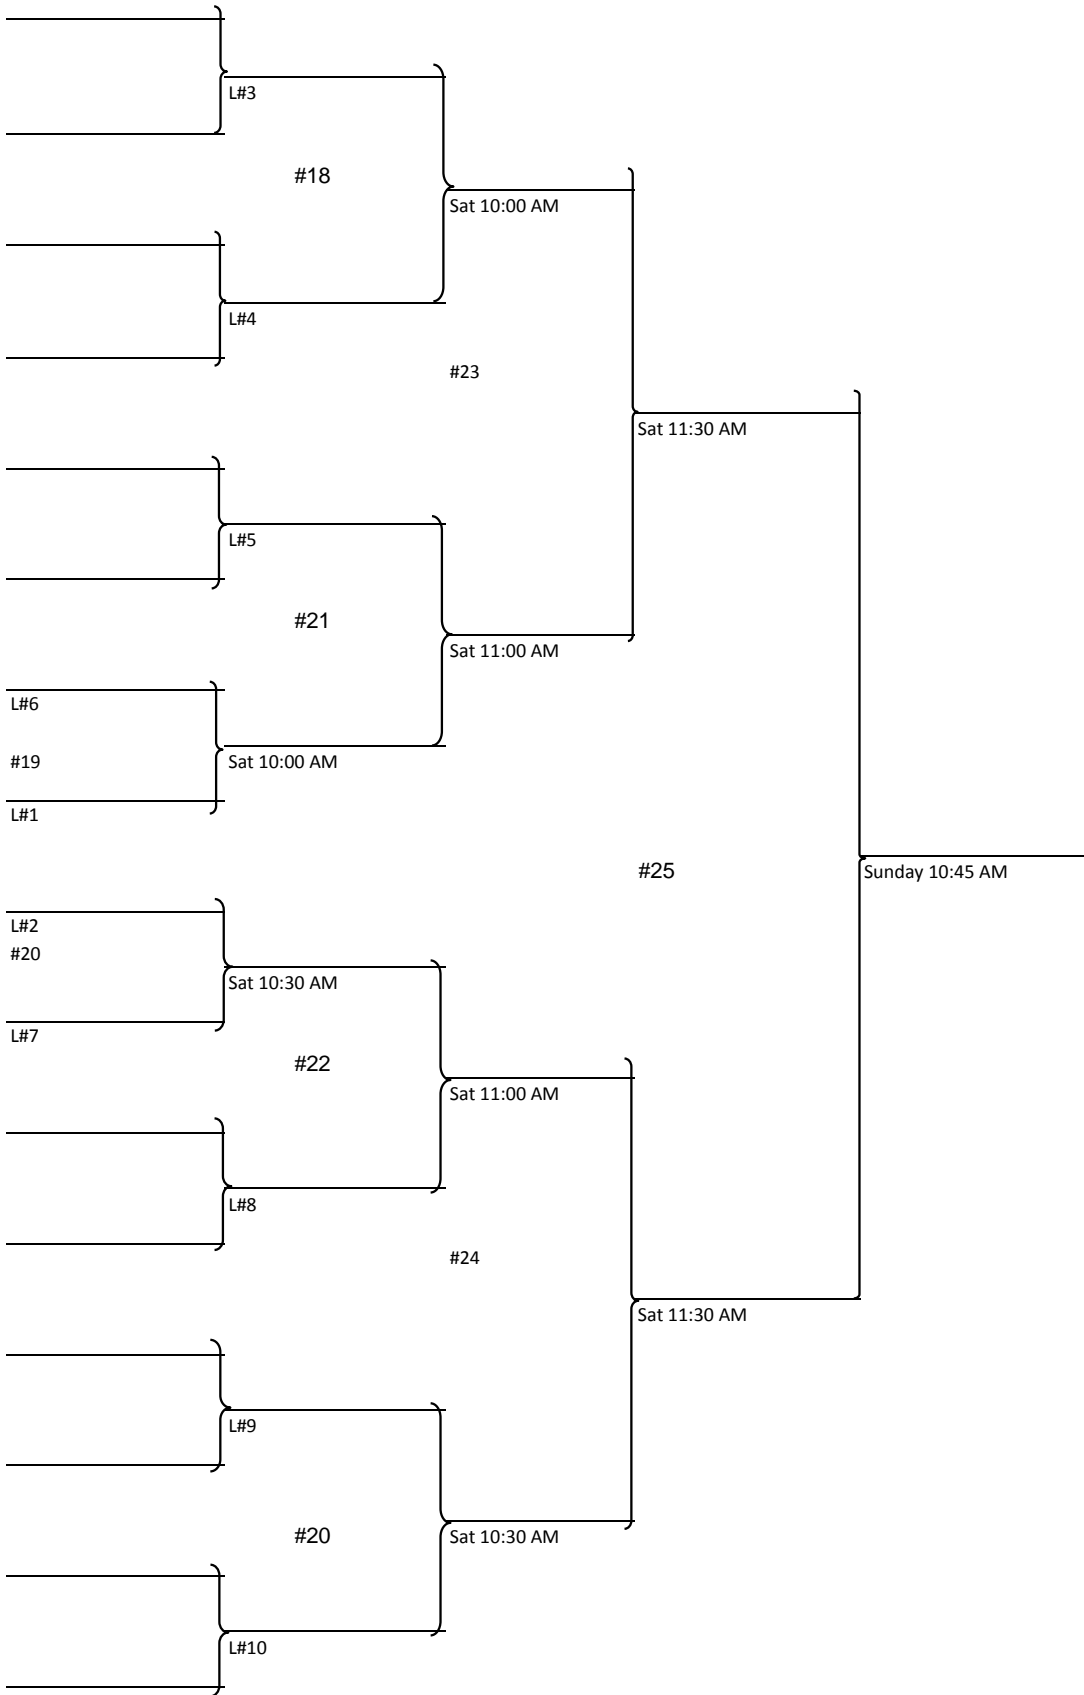 L#3
#18
Sat 10:00 AM
L#4
#23
Sat 11:30 AM
L#5
#21
Sat 11:00 AM
L#6
#19
Sat 10:00 AM
L#1
#25
Sunday 10:45 AM
L#2
#20
Sat 10:30 AM
L#7
#22
Sat 11:00 AM
L#8
#24
Sat 11:30 AM
L#9
#20
Sat 10:30 AM
L#10